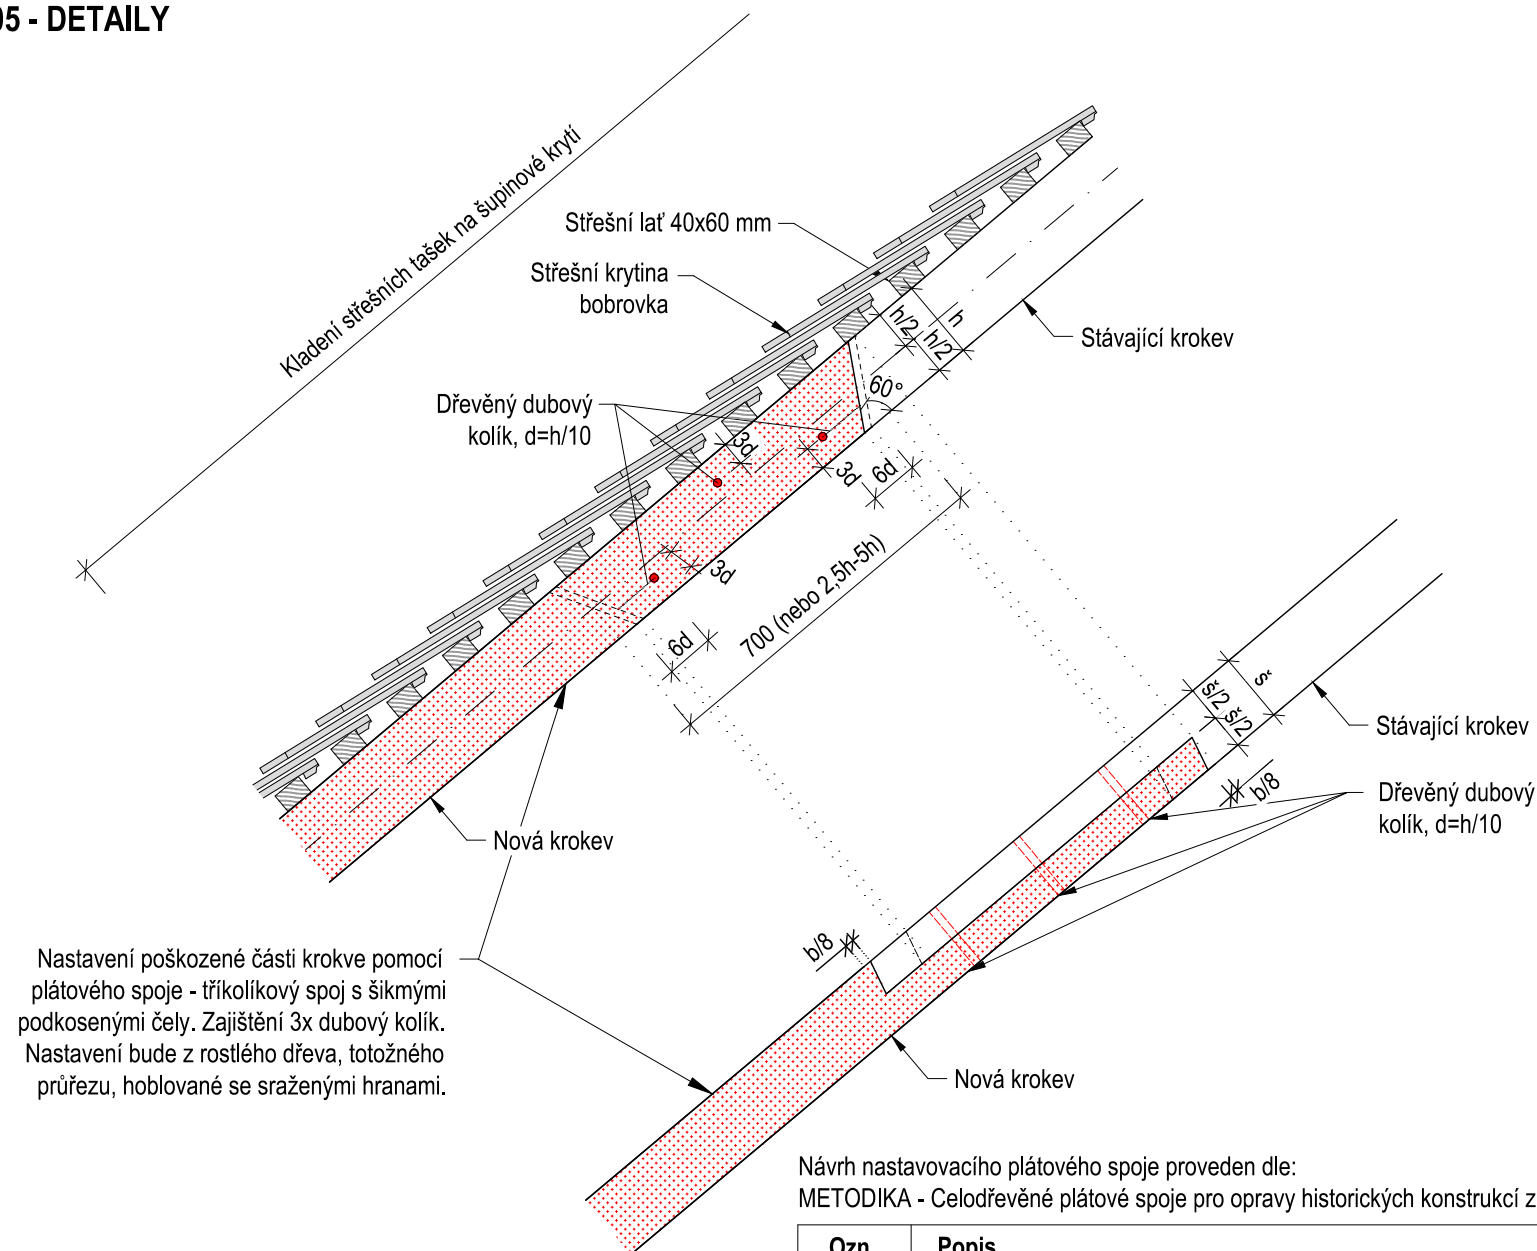 05 - DETAILY
Kladení střešních tašek na šupinové krytí
Střešní lať 40x60 mm
Střešní krytina
bobrovka
Dřevěný dubový
kolík, d=h/10
h/2
h
h/2
Stávající krokev
60°
3d
3d
6d
3d
6d
700 (nebo 2,5h-5h)
š/2
š
š/2
Stávající krokev
b/8
Dřevěný dubový
kolík, d=h/10
Nová krokev
b/8
Nastavení poškozené části krokve pomocí
plátového spoje - tříkolíkový spoj s šikmými
podkosenými čely. Zajištění 3x dubový kolík.
Nastavení bude z rostlého dřeva, totožného
průřezu, hoblované se sraženými hranami.
Nová krokev
Návrh nastavovacího plátového spoje proveden dle:
METODIKA - Celodřevěné plátové spoje pro opravy historických konstrukcí z
Ozn. Popis